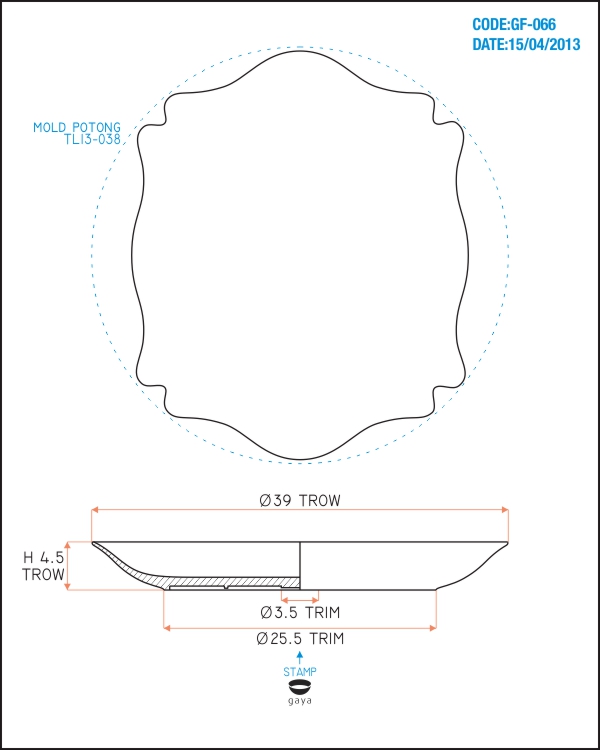 CODE:GF-066
DATE:15/04/2013
MOLD POTONG
TL13-038
Ø39 TROW
H 4.5
TROW
Ø3.5 TRIM
Ø25.5 TRIM
STAMP
gaya